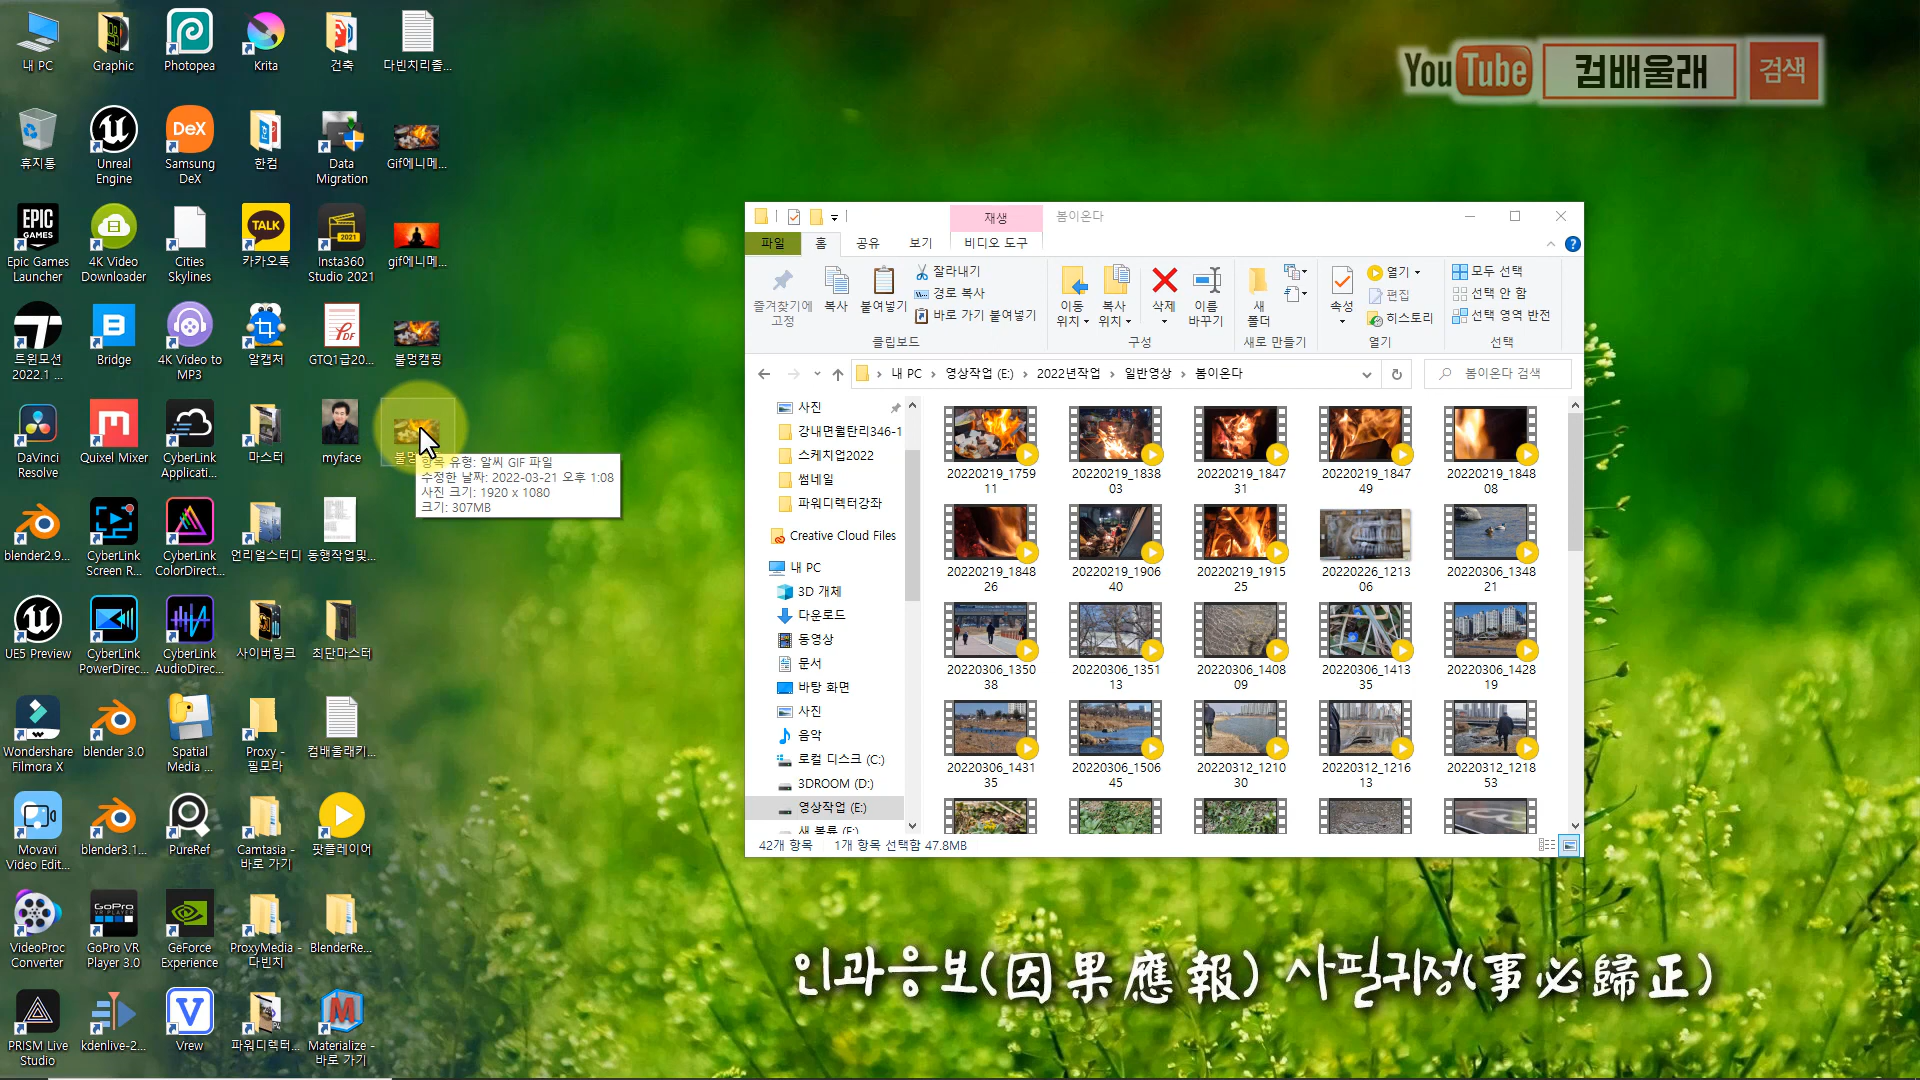 내 PC
Graphic
Photopea
Krita
건축
다빈치리졸...
휴지통
Unreal
Engine
DeX
Samsung
DeX
한컴
Data
Migration
Gif에니메...
EPIC
GAMES
Epic Games
Launcher
4K Video
Downloader
Cities
Skylines
TALK
카카오톡
2021
Insta360
Studio 2021
gif에니메...
트윈모션
2022.1 ...
Bridge
4K Video to
MP3
알캡처
GTQ1급20...
불멍캠핑
DaVinci
Resolve
Quixel Mixer
CyberLink
Applicati...
마스터
myface
항목 유형: 알씨 GIF 파일
수정한 날짜: 2022-03-21 오후 1:08
사진 크기: 1920 x 1080
크기: 307MB
blender2.9...
CyberLink
Screen R...
CyberLink
ColorDirect...
언리얼스터디
동행작업및...
UE5 Preview
CyberLink
PowerDirec...
CyberLink
AudioDirec...
사이버링크
최단마스터
Wondershare
Filmora X
blender 3.0
Spatial
Media ...
Proxy -
필모라
컴배울래키...
Movavi
Video Edit...
blender3.1...
PureRef
Camtasia -
바로 가기
팟플레이어
VideoProc
Converter
GoPro
GoPro VR
Player 3.0
GeForce
Experience
ProxyMedia -
다빈치
BlenderRe...
PRISM Live
Studio
kdenlive-2...
Vrew
파워디렉터...
Materialize -
바로 가기
YouTube 컴배울래 검색
재생 봄이온다
파일 홈 공유 보기 비디오 도구
즐겨찾기에
고정
복사
붙여넣기
잘라내기
경로 복사
바로 가기 붙여넣기
클립보드
이동
위치
복사
위치
삭제
이름
바꾸기
구성
새
폴더
새로 만들기
속성
열기
편집
히스토리
열기
모두 선택
선택 안 함
선택 영역 반전
선택
내 PC › 영상작업 (E:) › 2022년작업 › 일반영상 › 봄이온다
봄이온다 검색
사진
강내면월탄리346-1
스케치업2022
썸네일
파워디렉터강좌
Creative Cloud Files
내 PC
3D 개체
다운로드
동영상
문서
바탕 화면
사진
음악
로컬 디스크 (C:)
3DROOM (D:)
영상작업 (E:)
새 볼륨 (F:)
20220219_1759
11
20220219_1838
03
20220219_1847
31
20220219_1847
49
20220219_1848
08
20220219_1848
26
20220219_1906
40
20220219_1915
25
20220226_1213
06
20220306_1348
21
20220306_1350
38
20220306_1351
13
20220306_1408
09
20220306_1413
35
20220306_1428
19
20220306_1431
35
20220306_1506
45
20220312_1210
30
20220312_1216
13
20220312_1218
53
42개 항목 1개 항목 선택함 47.8MB
인과응보(因果應報) 사필귀정(事必歸正)